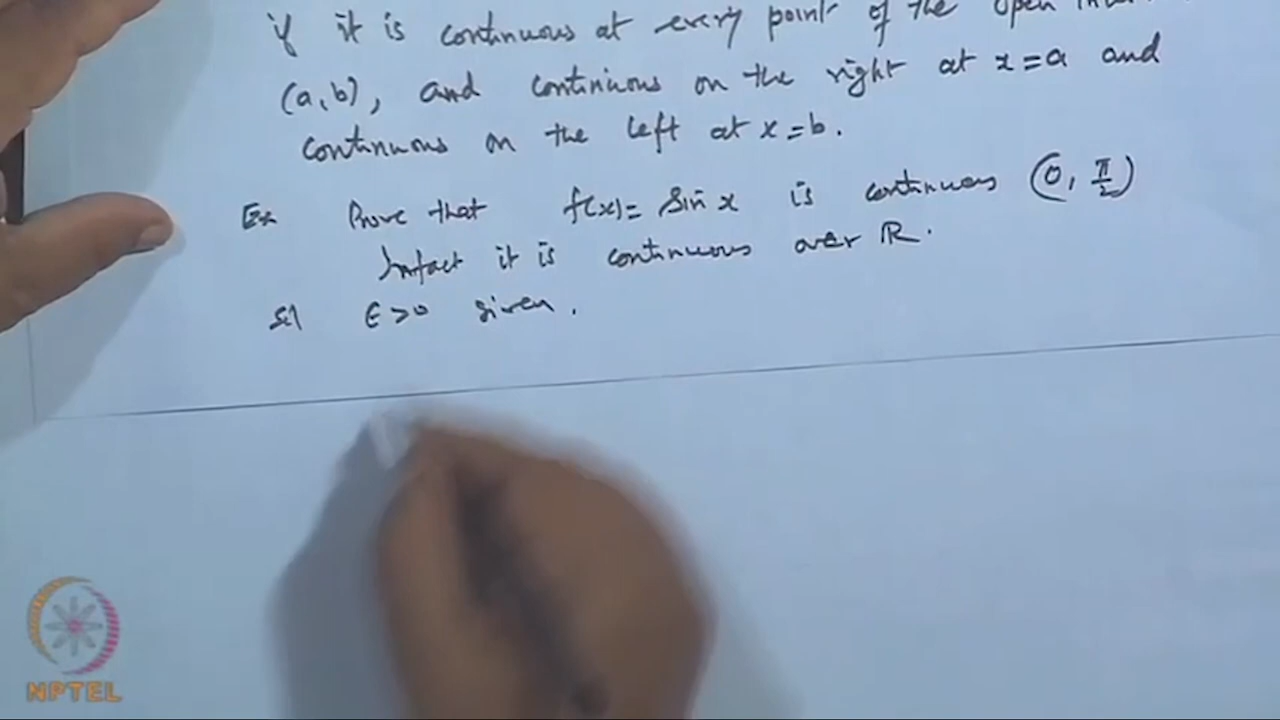 if it is continuous at every point of the open
(a,b), and continuous on the right at x=a and
continuous on the left at x=b.
Ex Prove that f(x)= Sin x is continuous (0, π/2)
Infact it is continuous over ℝ.
Sol ε>0 given.
NPTEL